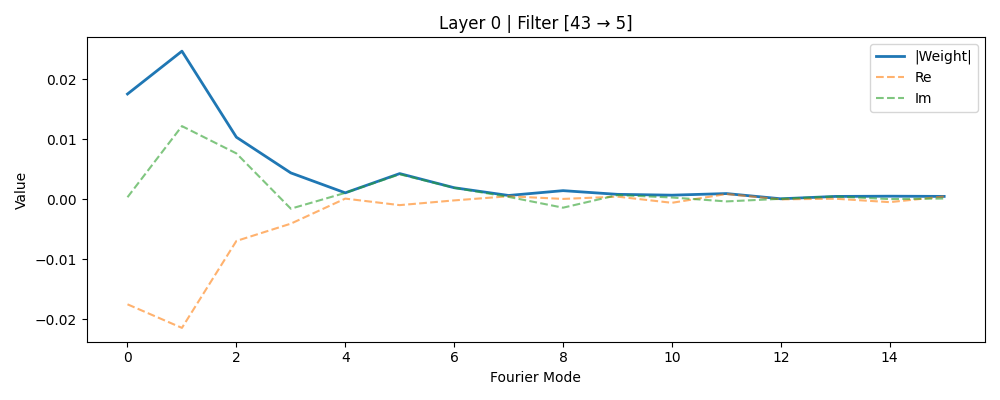 Layer 0 | Filter [43 → 5]
|Weight|
Re
Im
Value
0.02
0.01
0.00
−0.01
−0.02
0 2 4 6 8 10 12 14
Fourier Mode